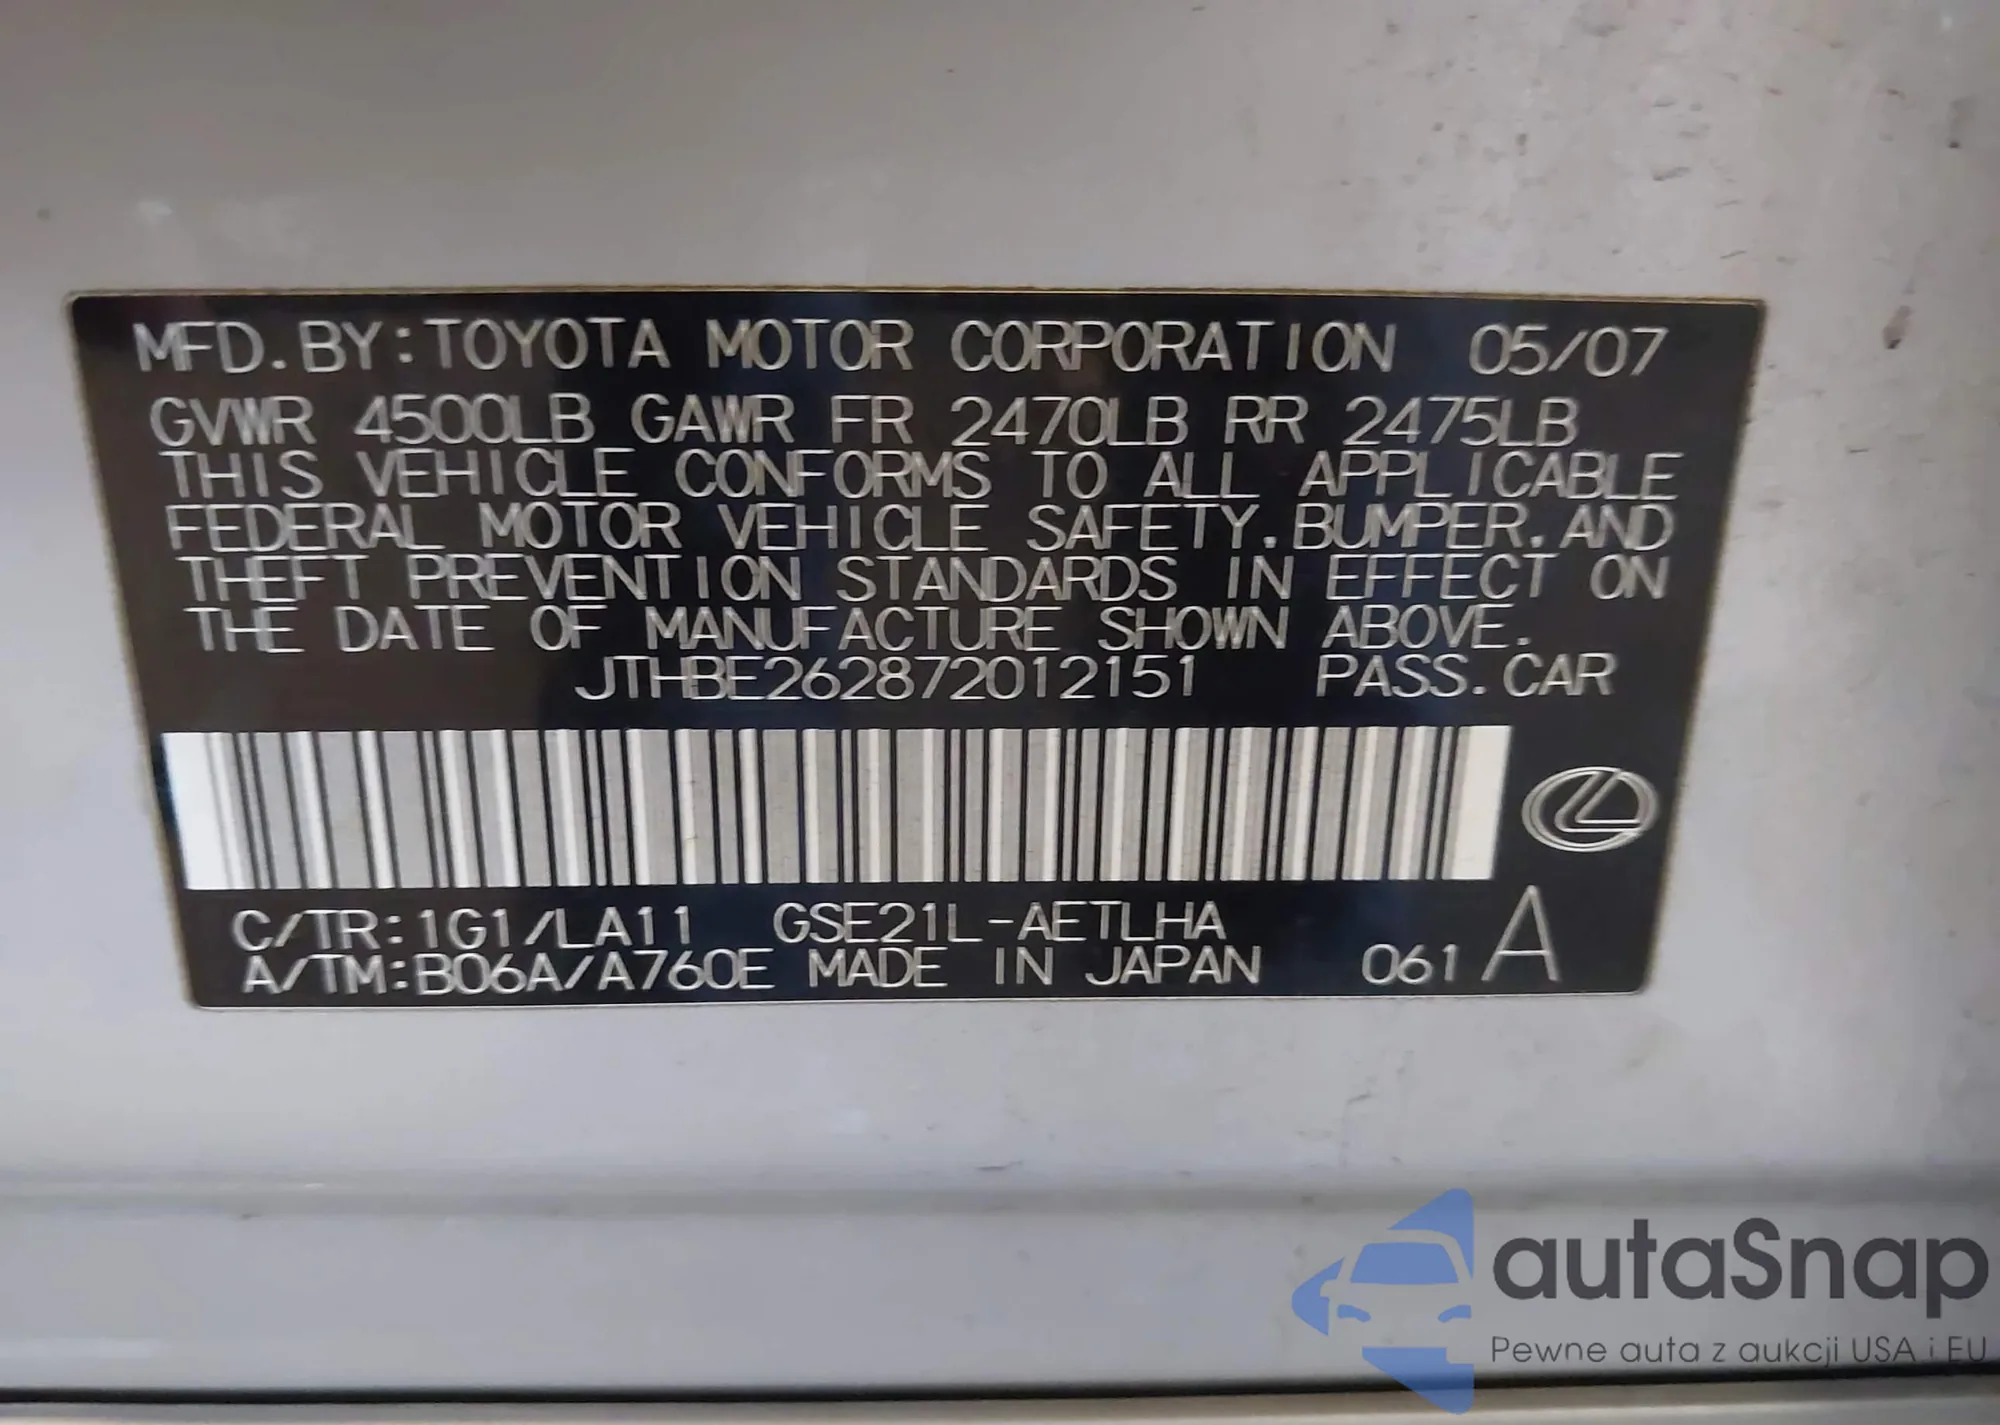 MFD.BY:TOYOTA MOTOR CORPORATION 05/07
GVWR 4500LB GAWR FR 2470LB RR 2475LB
THIS VEHICLE CONFORMS TO ALL APPLICABLE
FEDERAL MOTOR VEHICLE SAFETY.BUMPER.AND
THEFT PREVENTION STANDARDS IN EFFECT ON
THE DATE OF MANUFACTURE SHOWN ABOVE.
JTHBE262872012151 PASS.CAR
C/TR:1G1/LA11 GSE21L-AETLHA
A/TM:B06A/A760E MADE IN JAPAN 061 A
autaSnap
Pewne auta z aukcji USA i EU